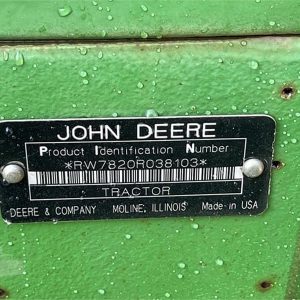 JOHN DEERE
Product Identification Number
*RW7820R038103*
TRACTOR
DEERE & COMPANY MOLINE, ILLINOIS Made in USA